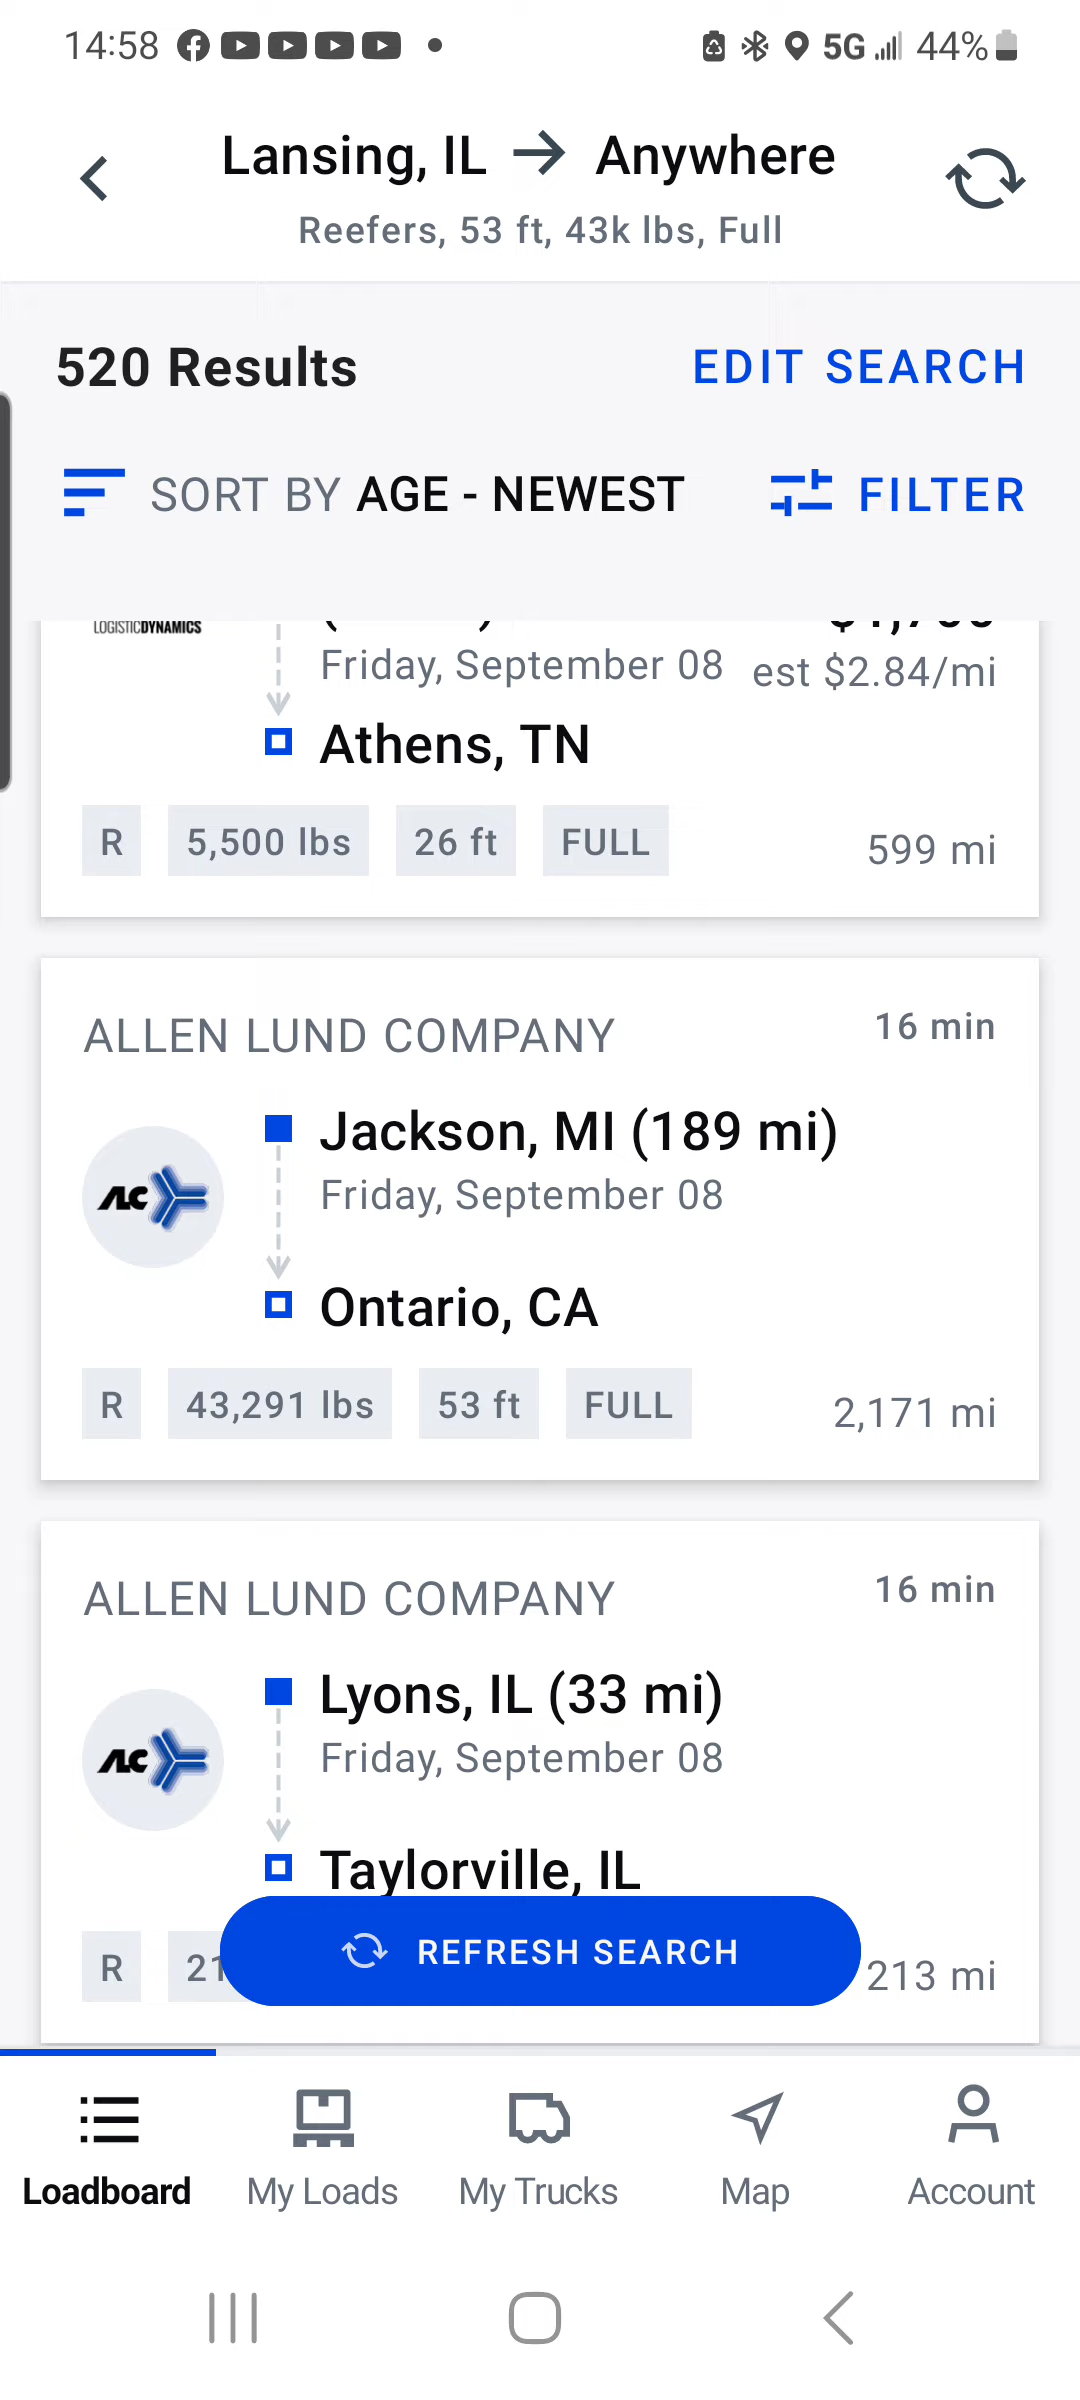 14:58 5G 44%
Lansing, IL → Anywhere
Reefers, 53 ft, 43k lbs, Full
520 Results EDIT SEARCH
SORT BY AGE - NEWEST FILTER
LOGISTICDYNAMICS
Friday, September 08 est $2.84/mi
Athens, TN
R 5,500 lbs 26 ft FULL 599 mi
ALLEN LUND COMPANY 16 min
Jackson, MI (189 mi)
ALC
Friday, September 08
Ontario, CA
R 43,291 lbs 53 ft FULL 2,171 mi
ALLEN LUND COMPANY 16 min
Lyons, IL (33 mi)
ALC
Friday, September 08
Taylorville, IL
R 213 mi
REFRESH SEARCH
Loadboard My Loads My Trucks Map Account